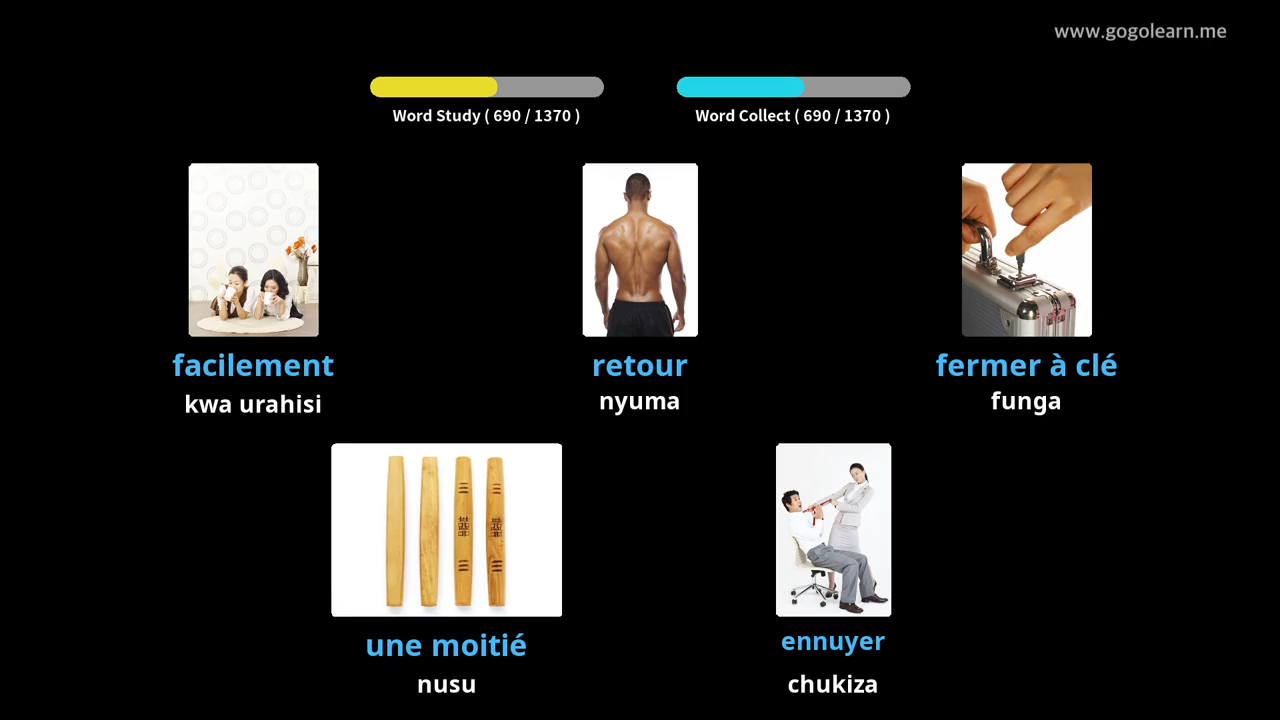 www.gogolearn.me
Word Study ( 690 / 1370 )
Word Collect ( 690 / 1370 )
facilement
kwa urahisi
retour
nyuma
fermer à clé
funga
une moitié
nusu
ennuyer
chukiza